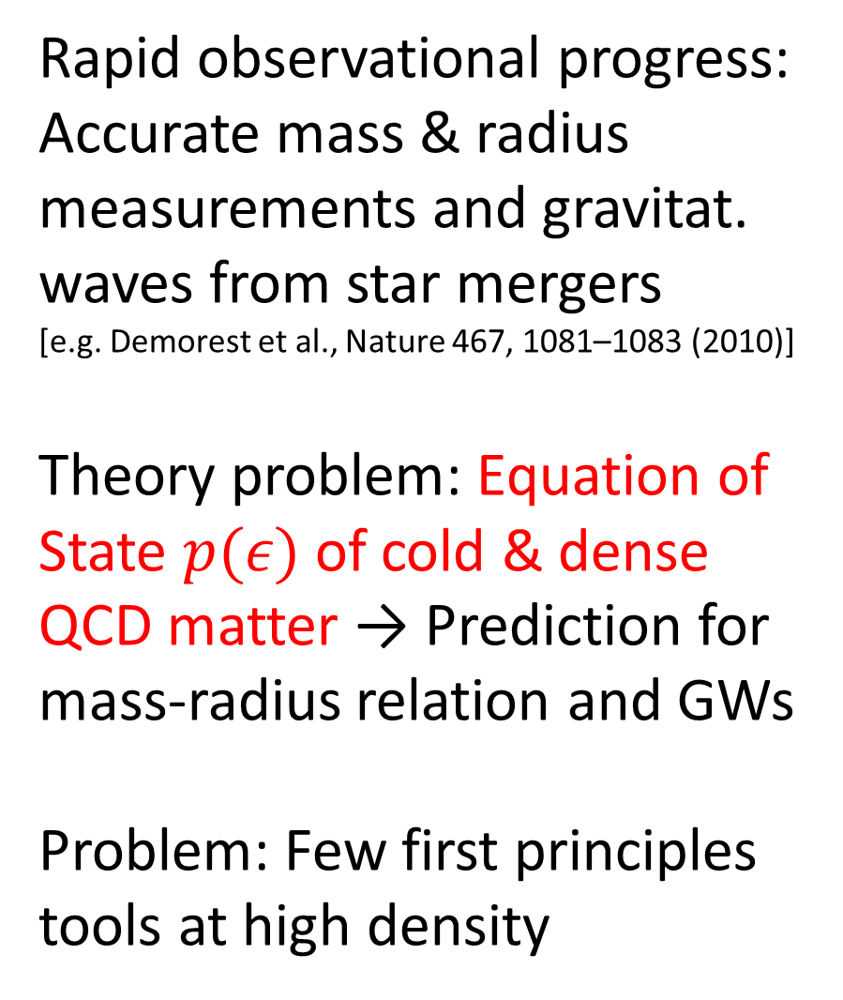 Rapid observational progress:
Accurate mass & radius
measurements and gravitat.
waves from star mergers
[e.g. Demorest et al., Nature 467, 1081–1083 (2010)]
Theory problem: Equation of
State p(ϵ) of cold & dense
QCD matter → Prediction for
mass-radius relation and GWs
Problem: Few first principles
tools at high density